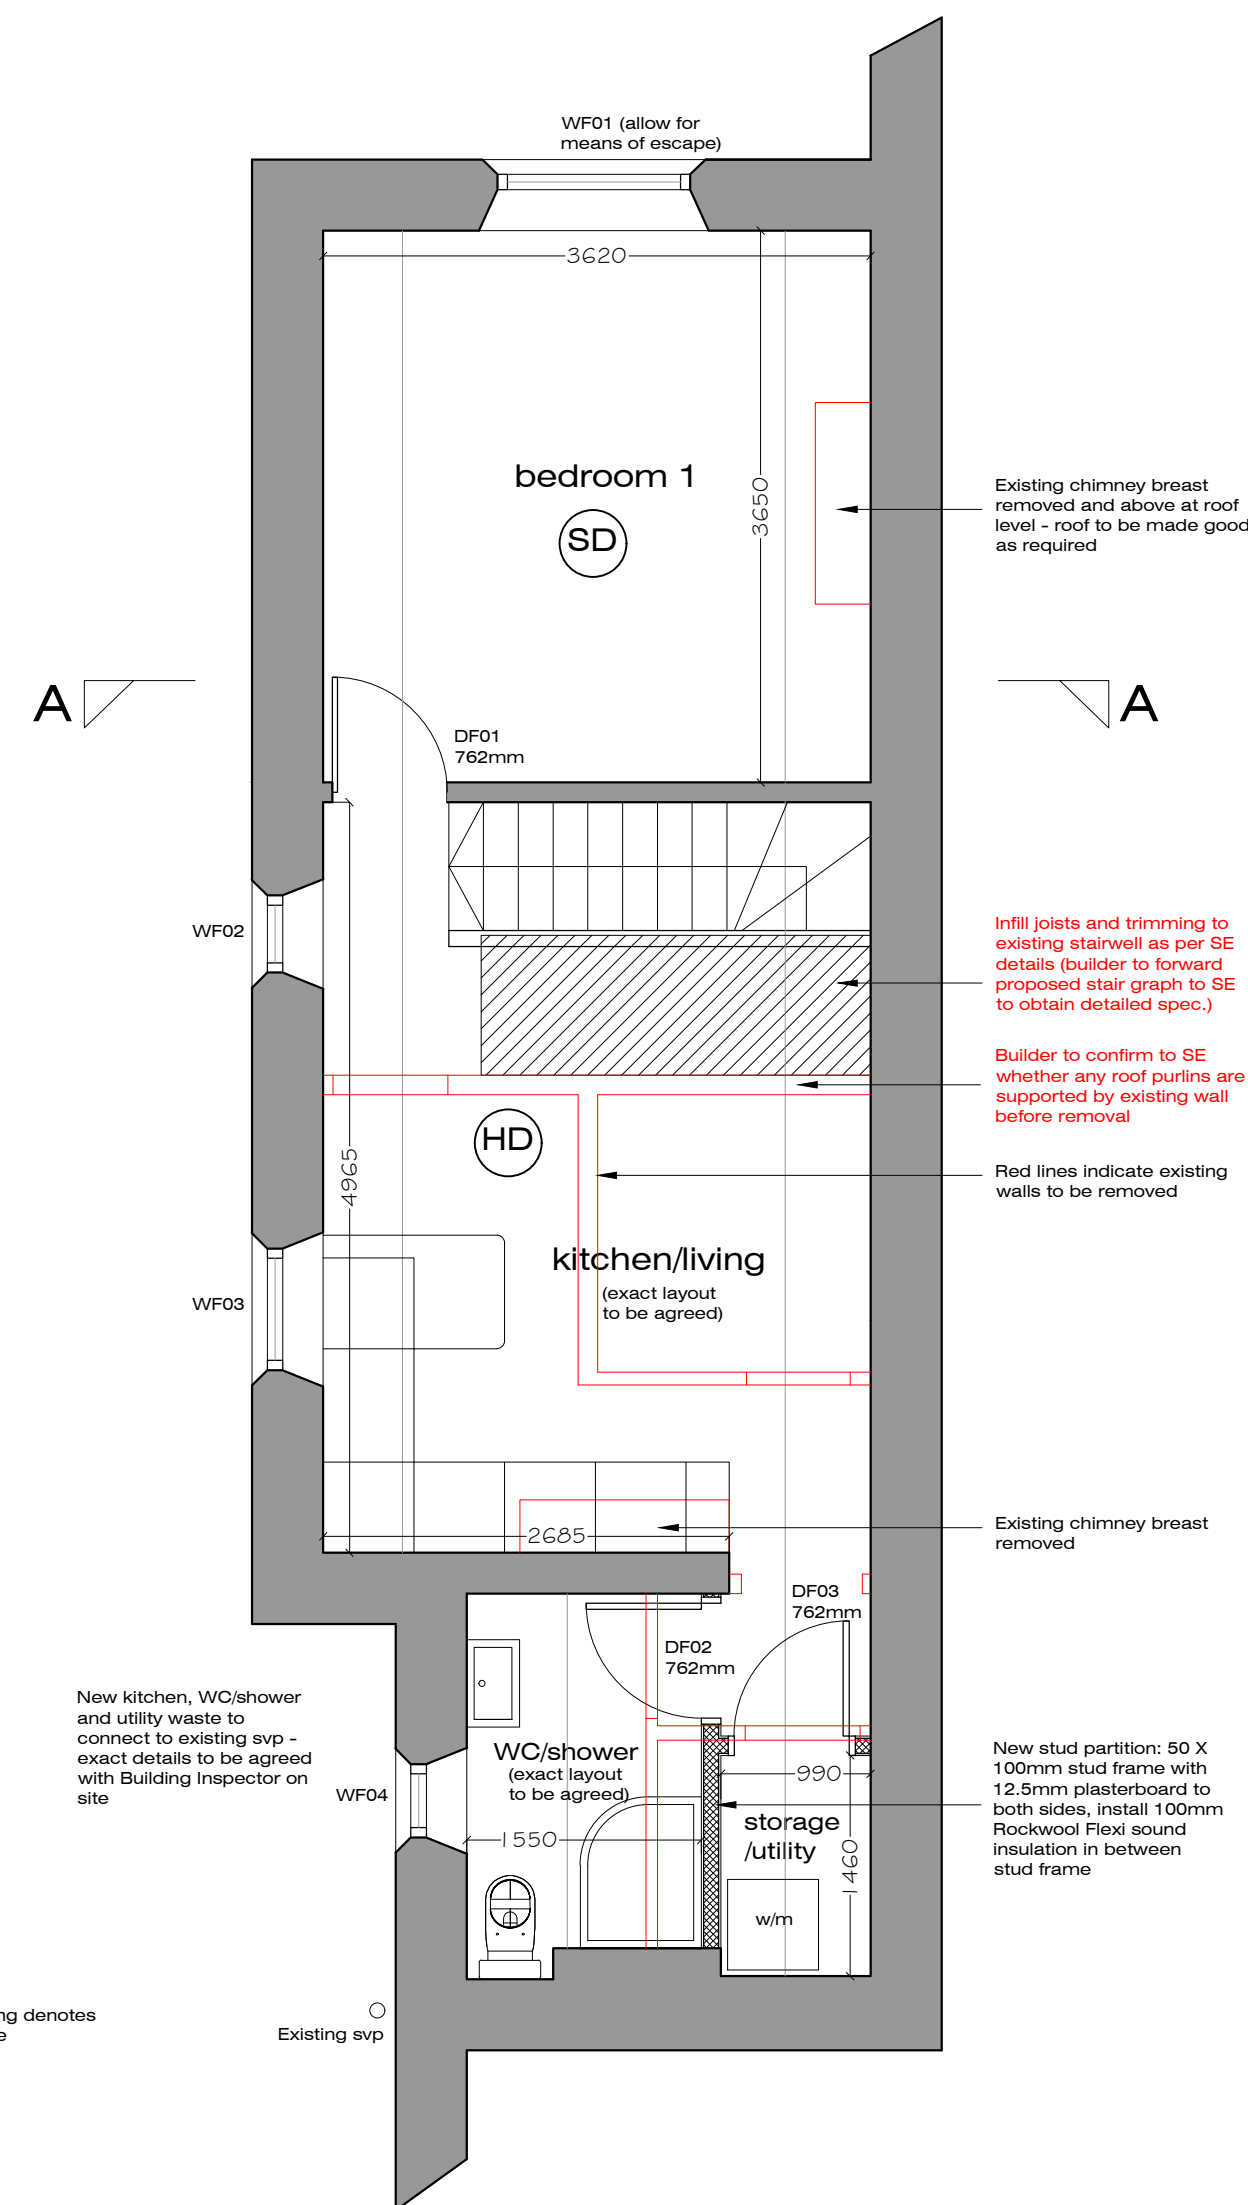 WF01 (allow for
means of escape)
3620
bedroom 1
SD
3650
Existing chimney breast
removed and above at roof
level - roof to be made good
as required
A
A
DF01
762mm
WF02
Infill joists and trimming to
existing stairwell as per SE
details (builder to forward
proposed stair graph to SE
to obtain detailed spec.)
Builder to confirm to SE
whether any roof purlins are
supported by existing wall
before removal
HD
4965
Red lines indicate existing
walls to be removed
kitchen/living
(exact layout
to be agreed)
WF03
2685
Existing chimney breast
removed
DF03
762mm
DF02
762mm
New kitchen, WC/shower
and utility waste to
connect to existing svp -
exact details to be agreed
with Building Inspector on
site
WC/shower
(exact layout
to be agreed)
WF04
990
New stud partition: 50 X
100mm stud frame with
12.5mm plasterboard to
both sides, install 100mm
Rockwool Flexi sound
insulation in between
stud frame
storage
/utility
1550
1460
w/m
denotes
Existing svp